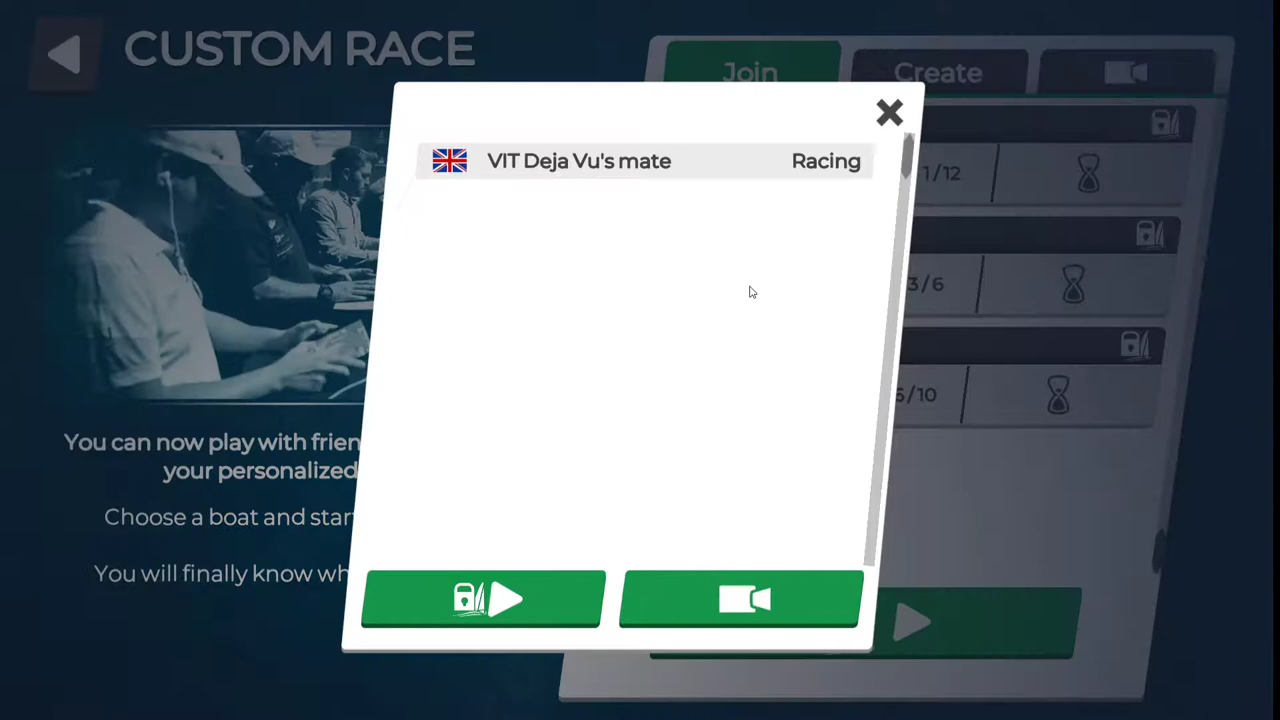 CUSTOM RACE
Join
Create
VIT Deja Vu's mate
Racing
1/12
3/6
/10
You can now play with frien
your personalized
Choose a boat and star
You will finally know wh